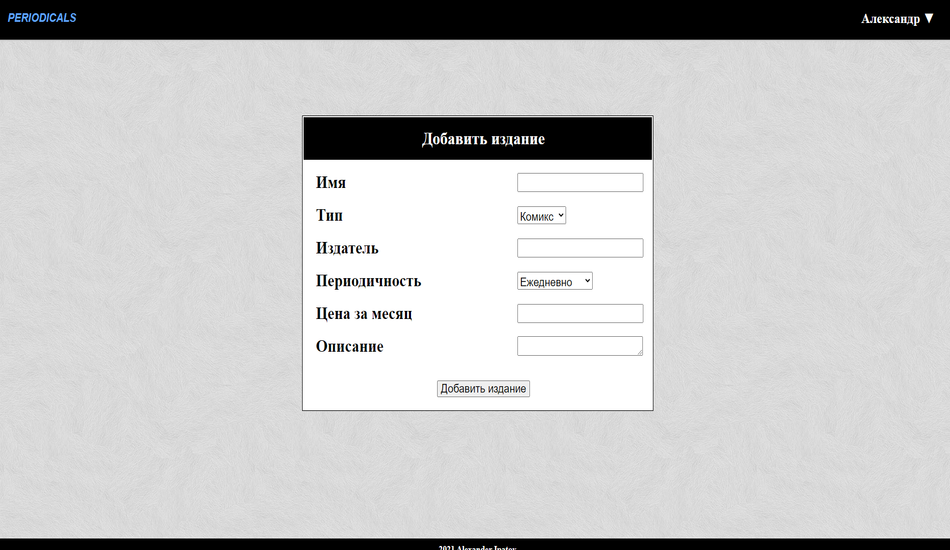 PERIODICALS
Александр ▼
Добавить издание
Имя
Тип Комикс
Издатель
Периодичность Ежедневно
Цена за месяц
Описание
Добавить издание
2021 Alexander Ipatov